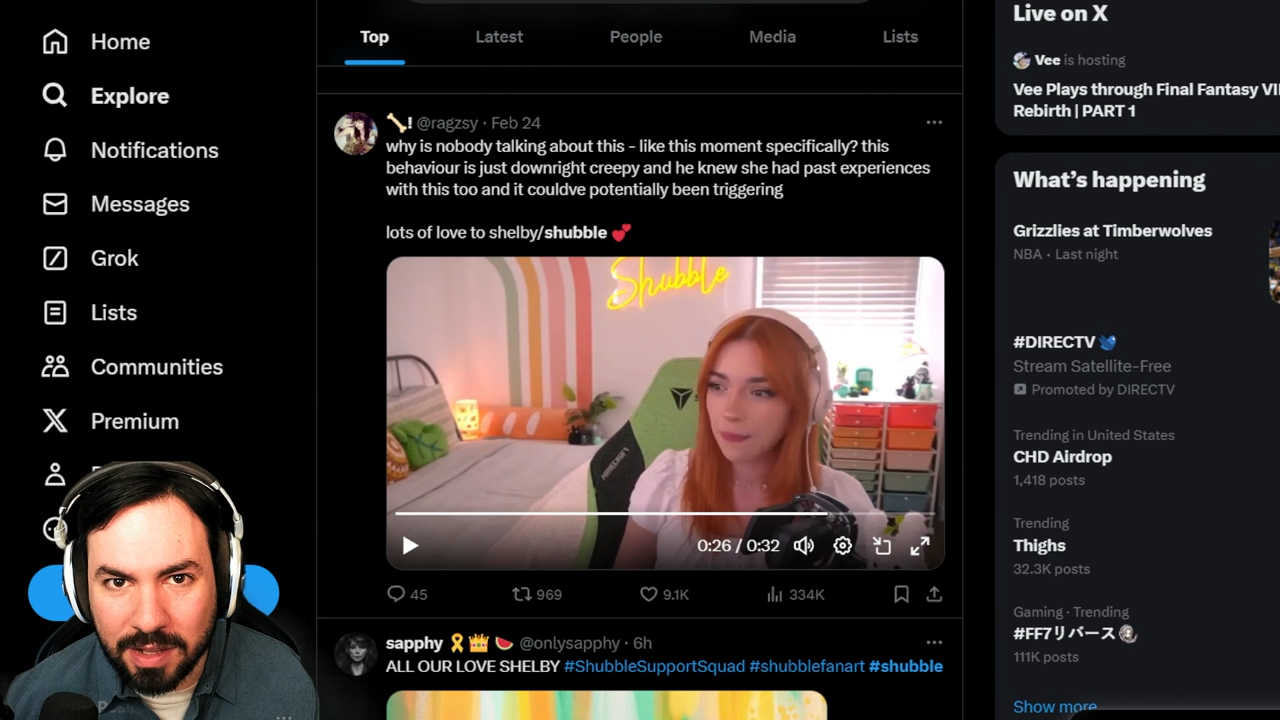 Home
Explore
Notifications
Messages
Grok
Lists
Communities
Premium
Top
Latest
People
Media
Lists
🦴! @ragzsy · Feb 24
why is nobody talking about this - like this moment specifically? this
behaviour is just downright creepy and he knew she had past experiences
with this too and it couldve potentially been triggering
lots of love to shelby/shubble 💕
Shubble
MINECRAFT
0:26 / 0:32
45
969
9.1K
334K
sapphy 🎗️👑 🍉 @onlysapphy · 6h
ALL OUR LOVE SHELBY #ShubbleSupportSquad #shubblefanart #shubble
Live on X
Vee is hosting
Vee Plays through Final Fantasy VI
Rebirth | PART 1
What's happening
Grizzlies at Timberwolves
NBA · Last night
#DIRECTV
Stream Satellite-Free
Promoted by DIRECTV
Trending in United States
CHD Airdrop
1,418 posts
Trending
Thighs
32.3K posts
Gaming · Trending
#FF7リバース
111K posts
Show more